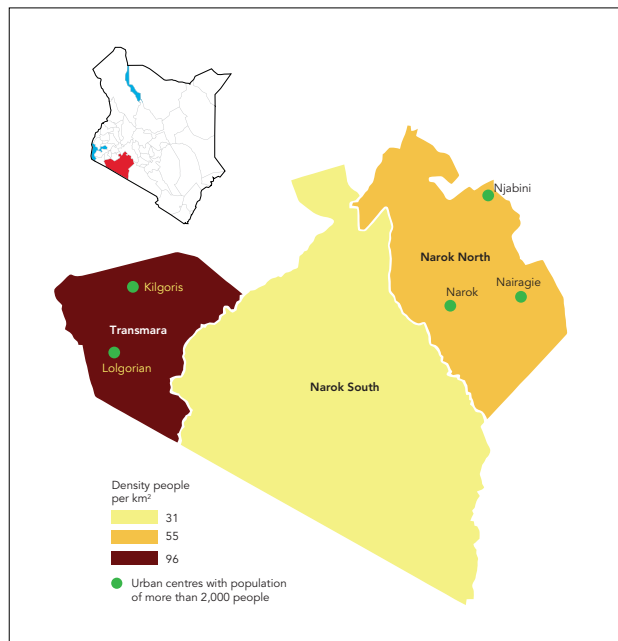 Njabini
Narok North
Nairagie
Narok
Kilgoris
Transmara
Lolgorian
Narok South
Density people
per km²
31
55
96
Urban centres with population
of more than 2,000 people